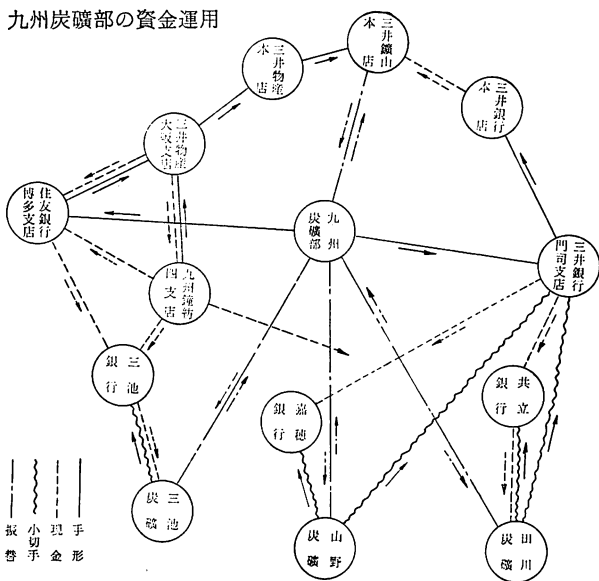 九州炭礦部の資金運用
三井鑛山
本店
三井物産
本店
三井銀行
本店
三井物産
大阪支店
住友銀行
博多支店
九州
炭礦部
三井銀行
門司支店
九州鐘紡
四支店
三池
銀行
共立
銀行
嘉穂
銀行
三池
炭礦
山野
炭礦
田川
炭礦
手形
現金
小切手
振替